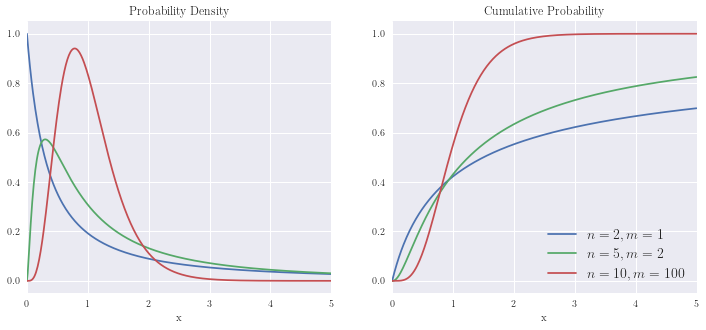 Probability Density
1.0
0.8
0.6
0.4
0.2
0.0
0 1 2 3 4 5
x
Cumulative Probability
1.0
0.8
0.6
0.4
0.2
0.0
0 1 2 3 4 5
x
n = 2, m = 1
n = 5, m = 2
n = 10, m = 100